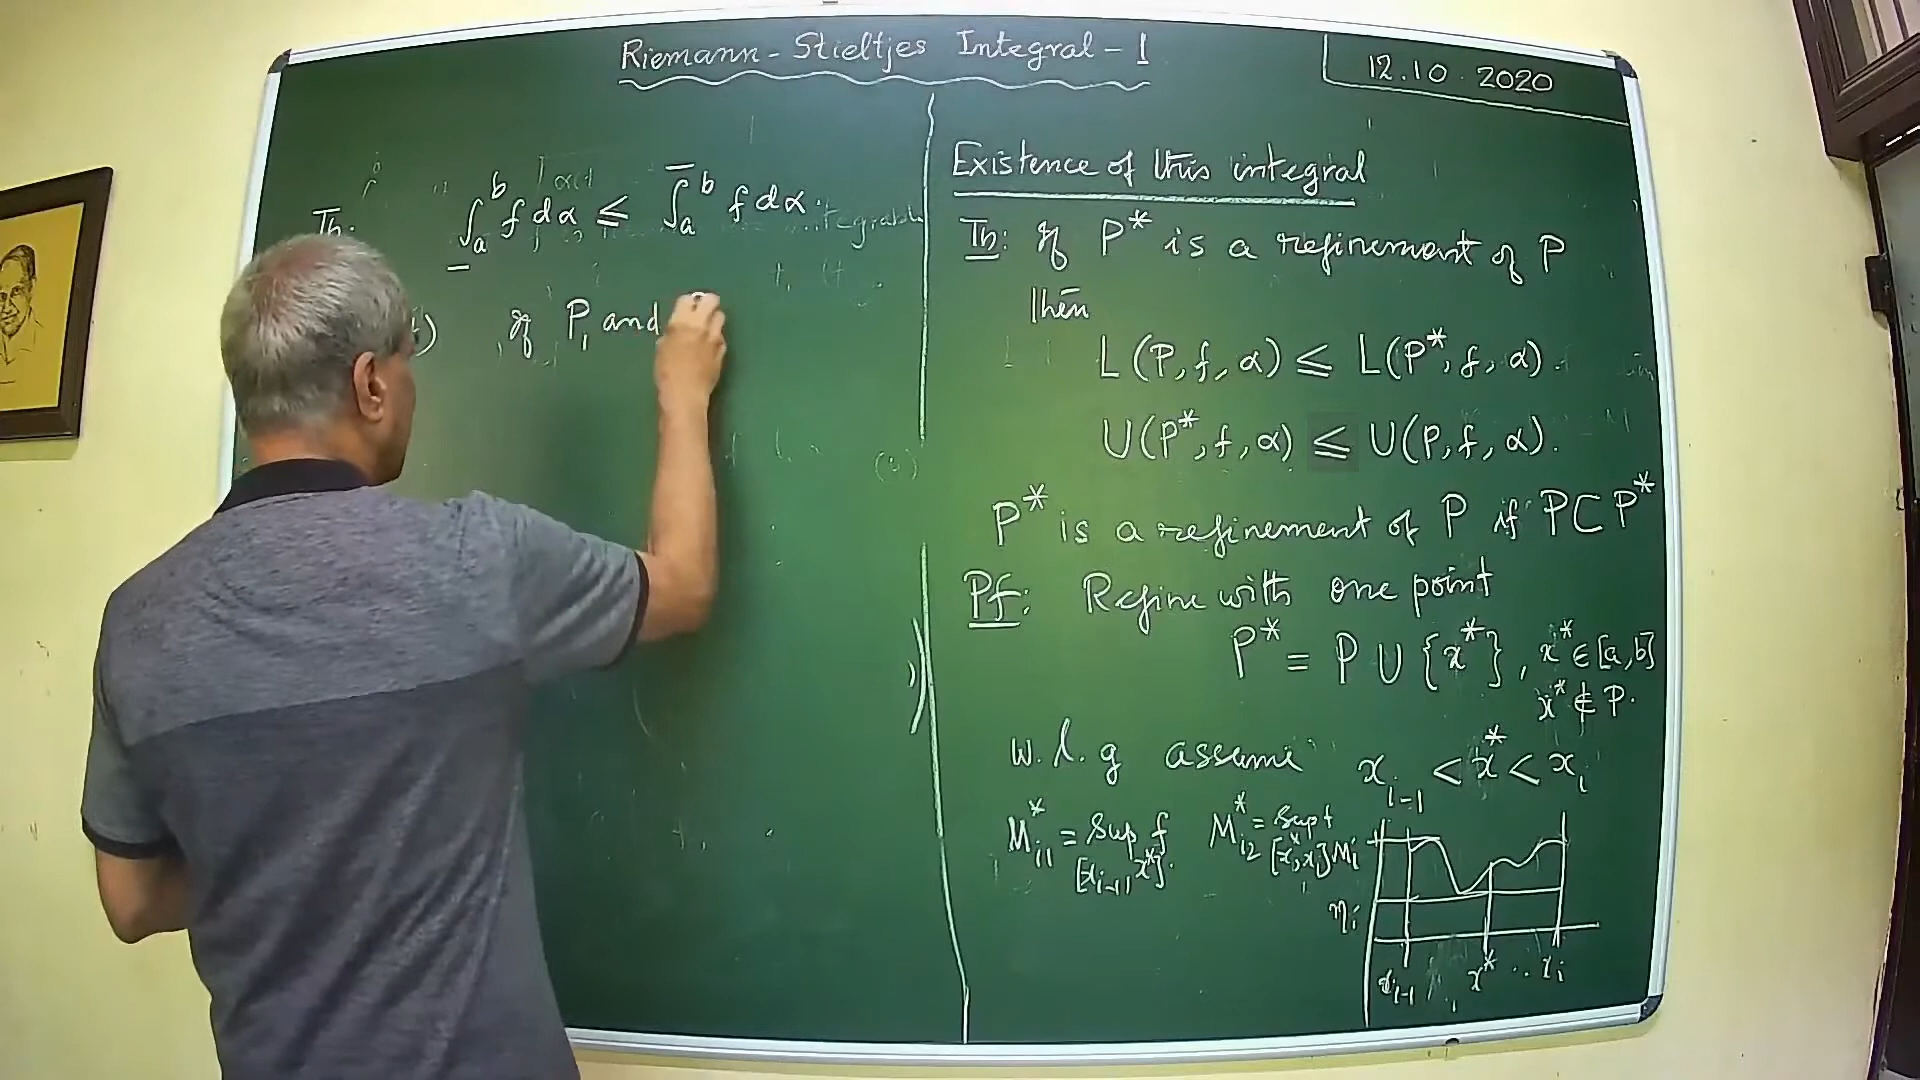 Riemann-Stieltjes Integral-I
12.10.2020
Th: ∫_a^b f dα ≤ ∫̅_a^b f dα.
If P₁ and
Existence of this integral
Th: If P* is a refinement of P
Then
L(P, f, α) ≤ L(P*, f, α).
U(P*, f, α) ≤ U(P, f, α).
P* is a refinement of P if P⊂P*
Pf: Refine with one point
P* = P ∪ {x*}, x* ∈ [a,b]
x* ∉ P.
w.l.g assume x_{i-1} < x* < x_i
M*_{i1} = Sup f M*_{i2} = Sup f
[x_{i-1}, x*]. [x*, x_i] M_i
m_i
x_{i-1} x* x_i